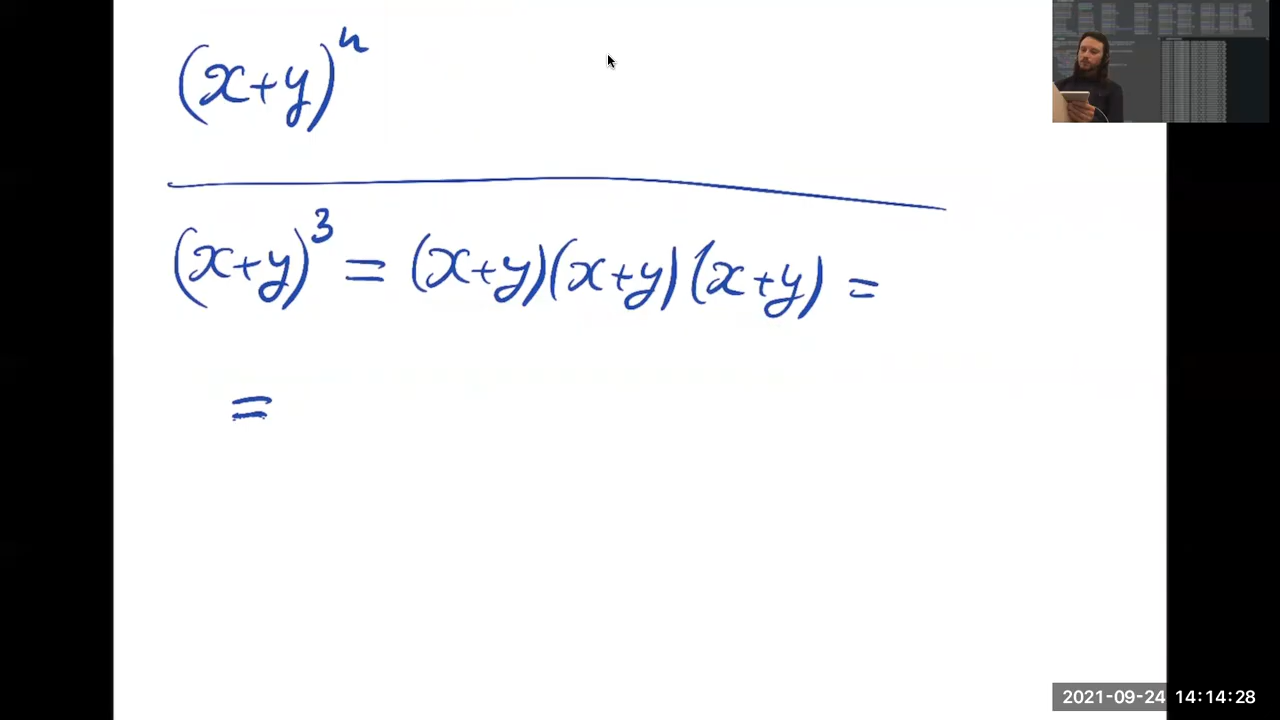 (x+y)^n
(x+y)^3 = (x+y)(x+y)(x+y) =
=
2021-09-24 14:14:28